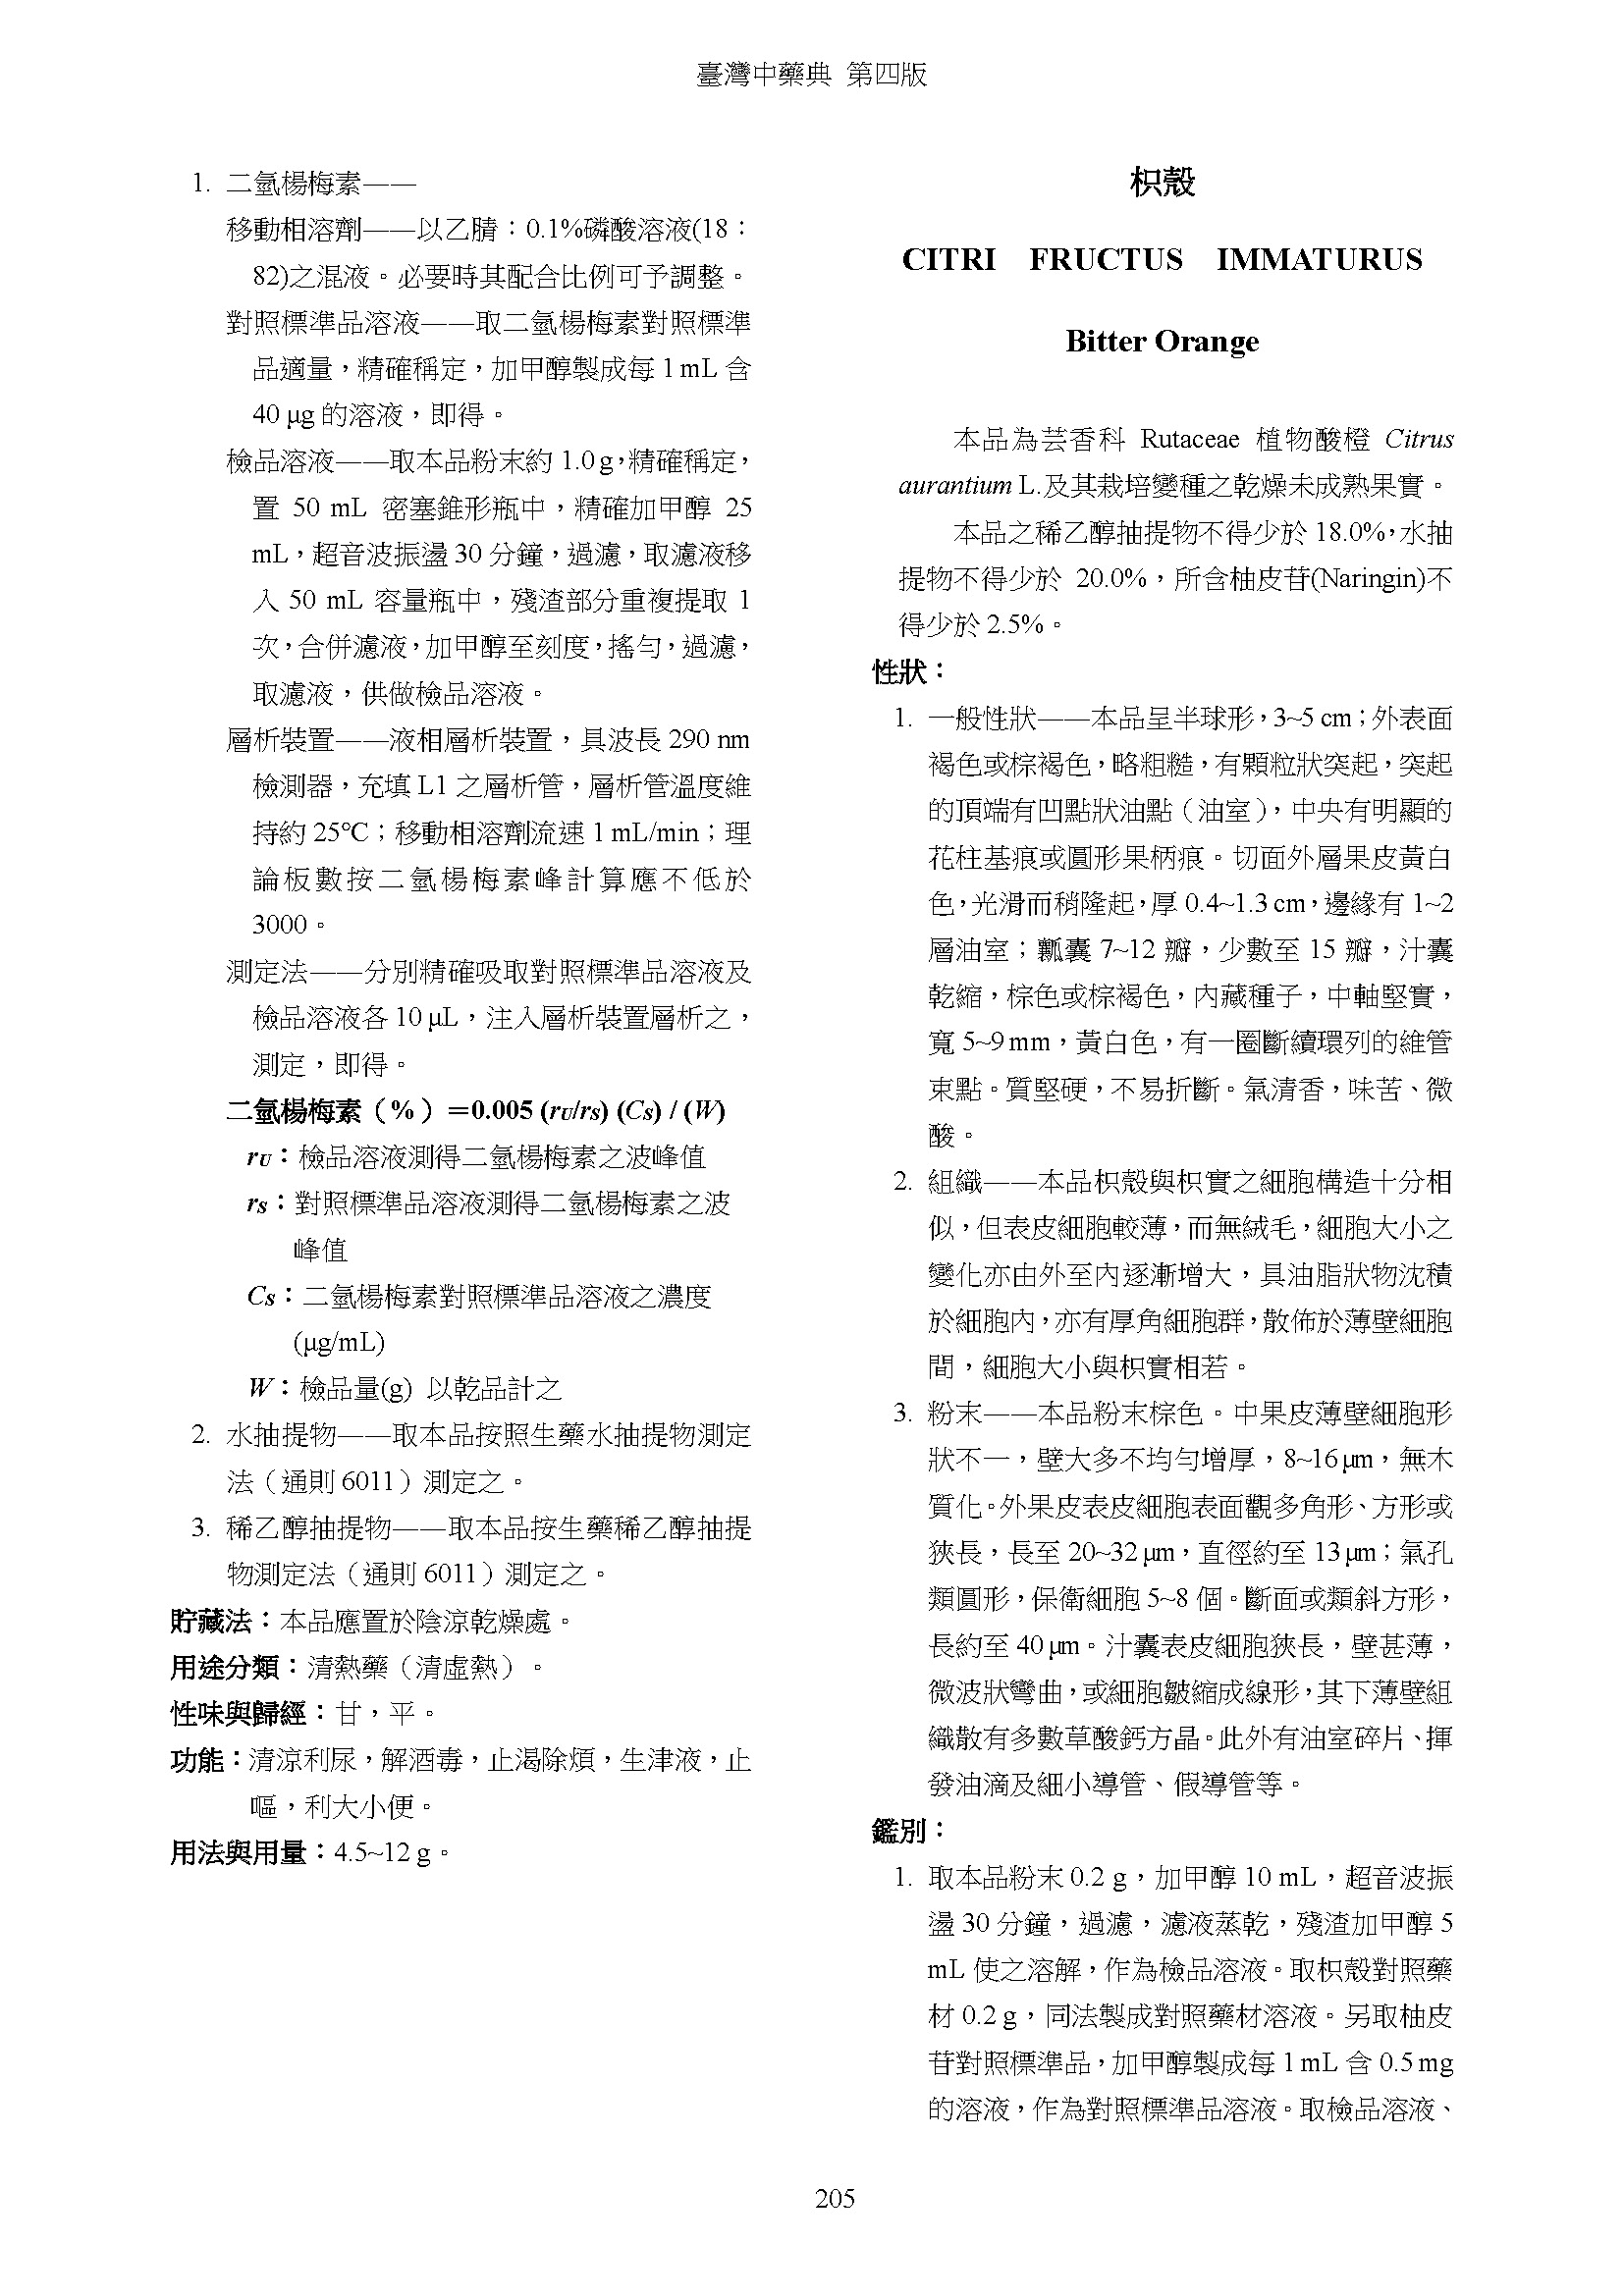 臺灣中藥典 第四版
1. 二氫楊梅素——
移動相溶劑——以乙腈：0.1%磷酸溶液(18：
82)之混液。必要時其配合比例可予調整。
對照標準品溶液——取二氫楊梅素對照標準
品適量，精確稱定，加甲醇製成每 1 mL 含
40 μg 的溶液，即得。
檢品溶液——取本品粉末約 1.0 g，精確稱定，
置 50 mL 密塞錐形瓶中，精確加甲醇 25
mL，超音波振盪 30 分鐘，過濾，取濾液移
入 50 mL 容量瓶中，殘渣部分重複提取 1
次，合併濾液，加甲醇至刻度，搖勻，過濾，
取濾液，供做檢品溶液。
層析裝置——液相層析裝置，具波長 290 nm
檢測器，充填 L1 之層析管，層析管溫度維
持約 25℃；移動相溶劑流速 1 mL/min；理
論板數按二氫楊梅素峰計算應不低於
3000。
測定法——分別精確吸取對照標準品溶液及
檢品溶液各 10 μL，注入層析裝置層析之，
測定，即得。
二氫楊梅素（%）＝0.005 (rU/rS) (CS) / (W)
rU：檢品溶液測得二氫楊梅素之波峰值
rS：對照標準品溶液測得二氫楊梅素之波
峰值
CS：二氫楊梅素對照標準品溶液之濃度
(μg/mL)
W：檢品量(g) 以乾品計之
2. 水抽提物——取本品按照生藥水抽提物測定
法（通則 6011）測定之。
3. 稀乙醇抽提物——取本品按生藥稀乙醇抽提
物測定法（通則 6011）測定之。
貯藏法：本品應置於陰涼乾燥處。
用途分類：清熱藥（清虛熱）。
性味與歸經：甘，平。
功能：清涼利尿，解酒毒，止渴除煩，生津液，止
嘔，利大小便。
用法與用量：4.5~12 g。
枳殼
CITRI FRUCTUS IMMATURUS
Bitter Orange
本品為芸香科 Rutaceae 植物酸橙 Citrus
aurantium L.及其栽培變種之乾燥未成熟果實。
本品之稀乙醇抽提物不得少於 18.0%，水抽
提物不得少於 20.0%，所含柚皮苷(Naringin)不
得少於 2.5%。
性狀：
1. 一般性狀——本品呈半球形，3~5 cm；外表面
褐色或棕褐色，略粗糙，有顆粒狀突起，突起
的頂端有凹點狀油點（油室），中央有明顯的
花柱基痕或圓形果柄痕。切面外層果皮黃白
色，光滑而稍隆起，厚 0.4~1.3 cm，邊緣有 1~2
層油室；瓤囊 7~12 瓣，少數至 15 瓣，汁囊
乾縮，棕色或棕褐色，內藏種子，中軸堅實，
寬 5~9 mm，黃白色，有一圈斷續環列的維管
束點。質堅硬，不易折斷。氣清香，味苦、微
酸。
2. 組織——本品枳殼與枳實之細胞構造十分相
似，但表皮細胞較薄，而無絨毛，細胞大小之
變化亦由外至內逐漸增大，具油脂狀物沈積
於細胞內，亦有厚角細胞群，散佈於薄壁細胞
間，細胞大小與枳實相若。
3. 粉末——本品粉末棕色。中果皮薄壁細胞形
狀不一，壁大多不均勻增厚，8~16 μm，無木
質化。外果皮表皮細胞表面觀多角形、方形或
狹長，長至 20~32 μm，直徑約至 13 μm；氣孔
類圓形，保衛細胞 5~8 個。斷面或類斜方形，
長約至 40 μm。汁囊表皮細胞狹長，壁甚薄，
微波狀彎曲，或細胞皺縮成線形，其下薄壁組
織散有多數草酸鈣方晶。此外有油室碎片、揮
發油滴及細小導管、假導管等。
鑑別：
1. 取本品粉末 0.2 g，加甲醇 10 mL，超音波振
盪 30 分鐘，過濾，濾液蒸乾，殘渣加甲醇 5
mL 使之溶解，作為檢品溶液。取枳殼對照藥
材 0.2 g，同法製成對照藥材溶液。另取柚皮
苷對照標準品，加甲醇製成每 1 mL 含 0.5 mg
的溶液，作為對照標準品溶液。取檢品溶液、
205